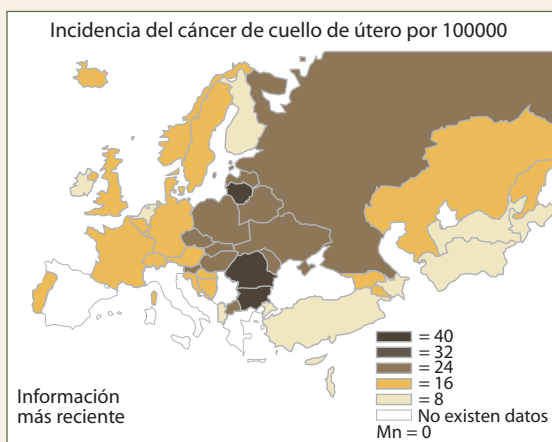 Incidencia del cáncer de cuello de útero por 100000
= 40
= 32
= 24
= 16
= 8
No existen datos
Mn = 0
Información
más reciente